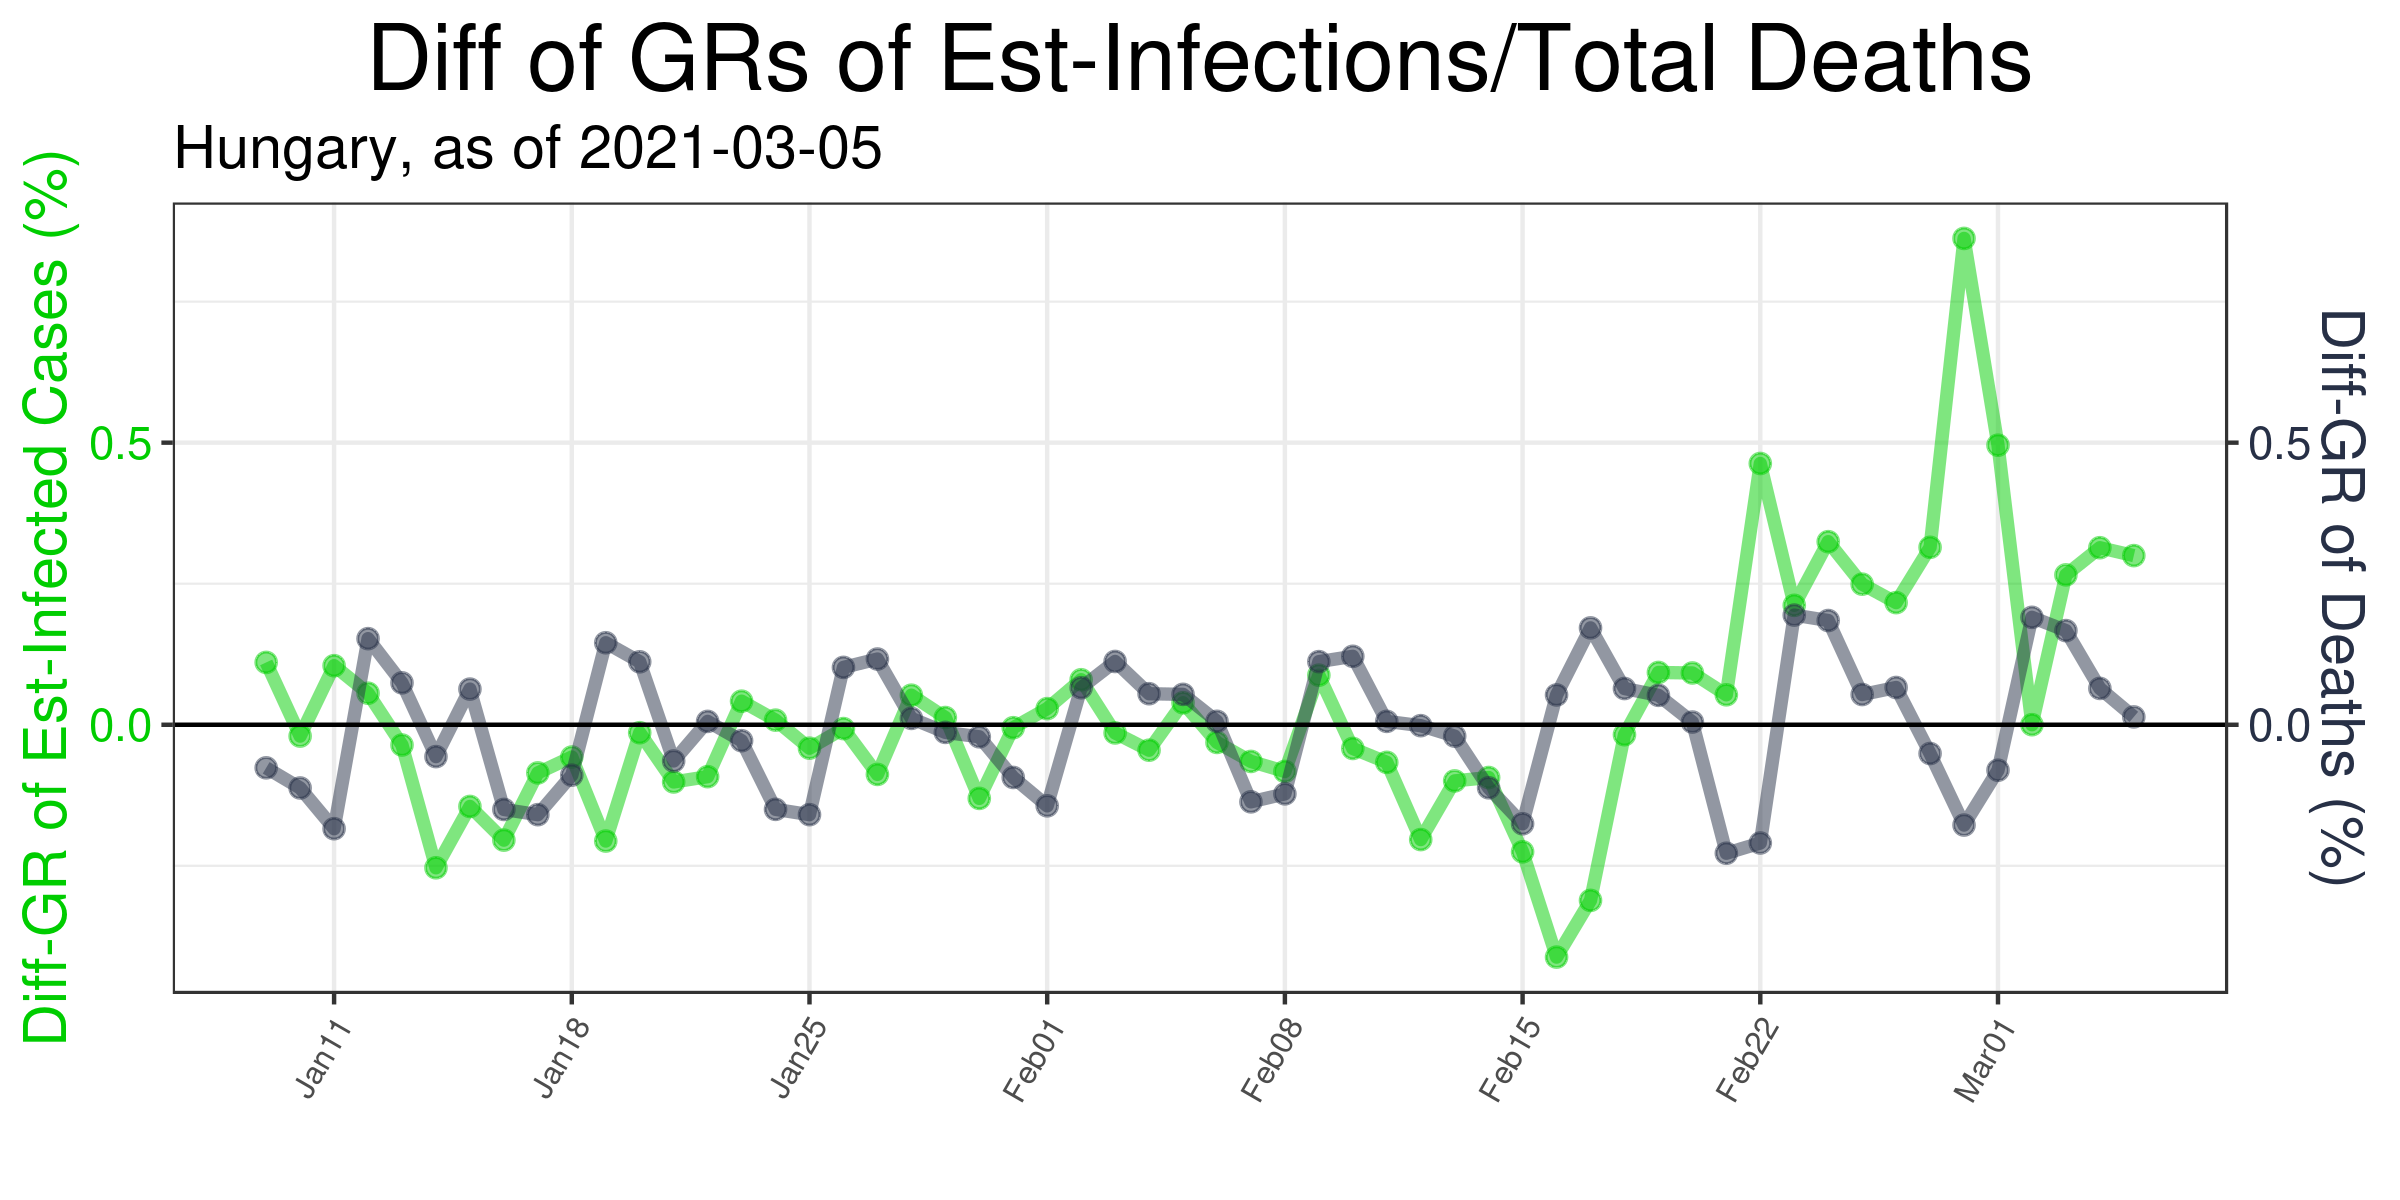 Diff of GRs of Est-Infections/Total Deaths
Hungary, as of 2021-03-05
Diff-GR of Est-Infected Cases (%)
0.5
0.0
0.5
0.0
Diff-GR of Deaths (%)
Jan11
Jan18
Jan25
Feb01
Feb08
Feb15
Feb22
Mar01